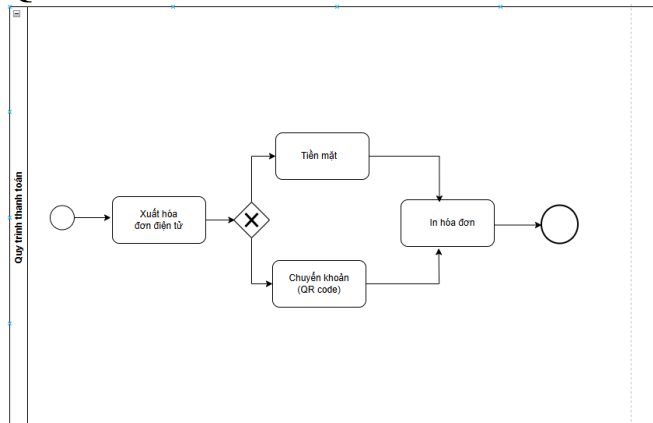 Quy trình thanh toán
Xuất hóa
đơn điện tử
Tiền mặt
Chuyển khoản
(QR code)
In hóa đơn